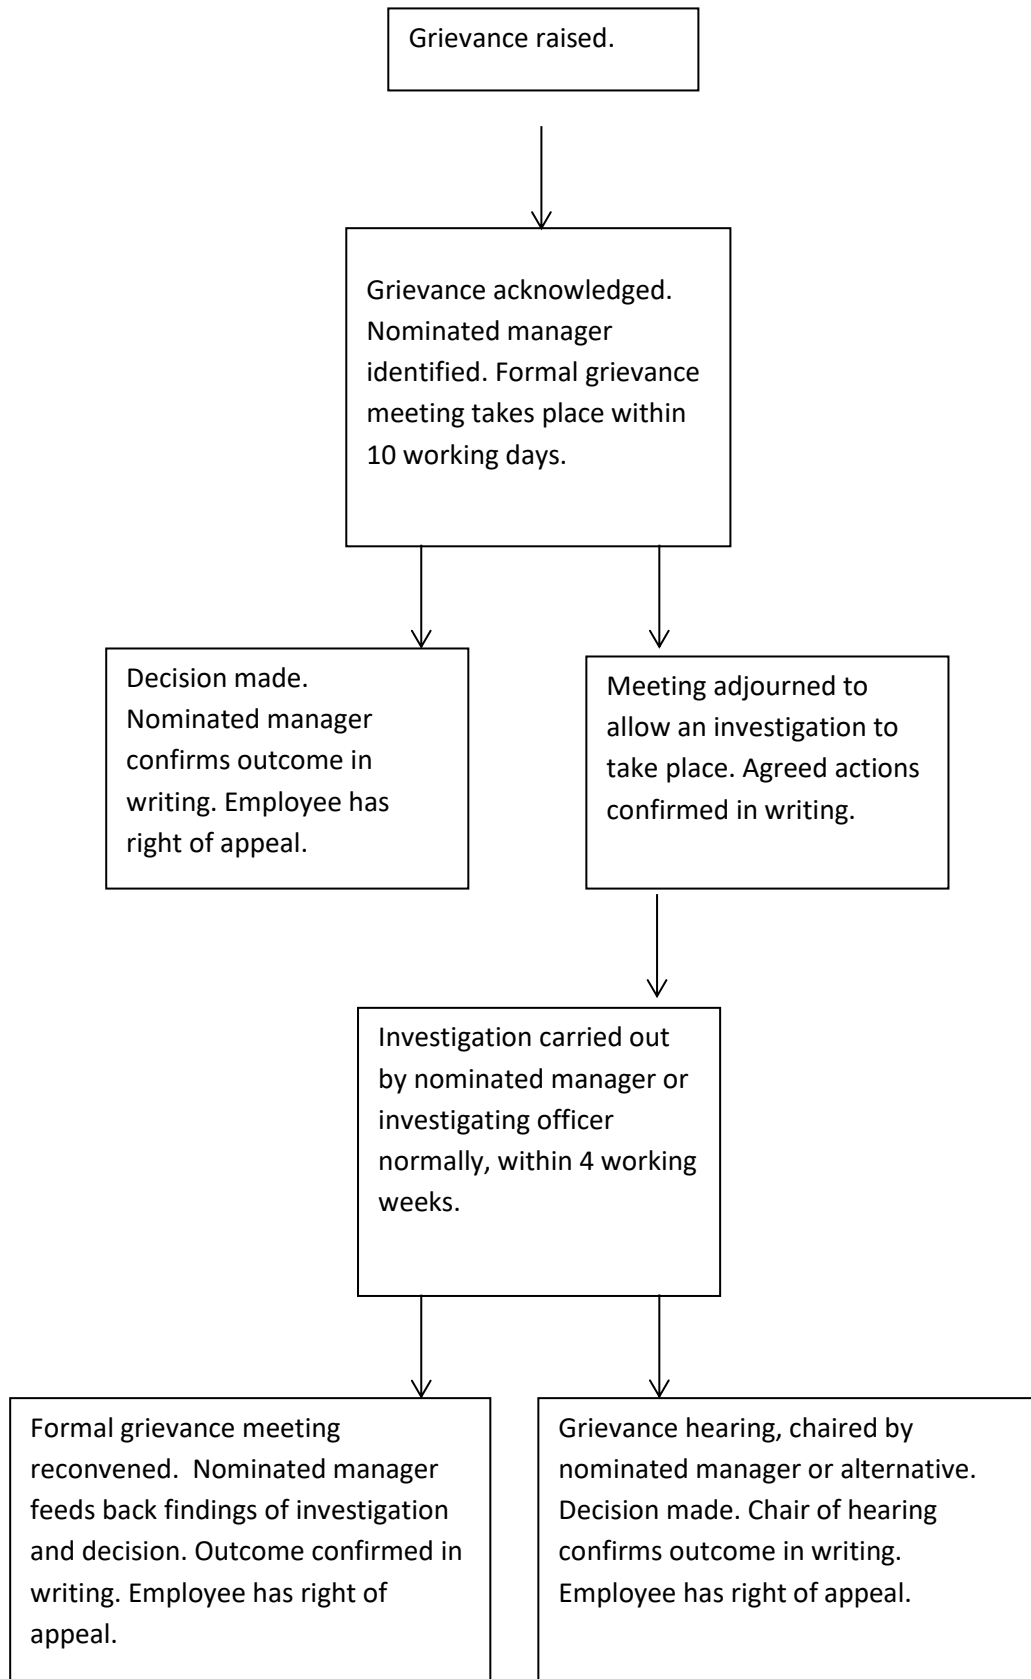 Grievance raised.
Grievance acknowledged.
Nominated manager
identified. Formal grievance
meeting takes place within
10 working days.
Decision made.
Nominated manager
confirms outcome in
writing. Employee has
right of appeal.
Meeting adjourned to
allow an investigation to
take place. Agreed actions
confirmed in writing.
Investigation carried out
by nominated manager or
investigating officer
normally, within 4 working
weeks.
Formal grievance meeting
reconvened.  Nominated manager
feeds back findings of investigation
and decision. Outcome confirmed in
writing. Employee has right of
appeal.
Grievance hearing, chaired by
nominated manager or alternative.
Decision made. Chair of hearing
confirms outcome in writing.
Employee has right of appeal.